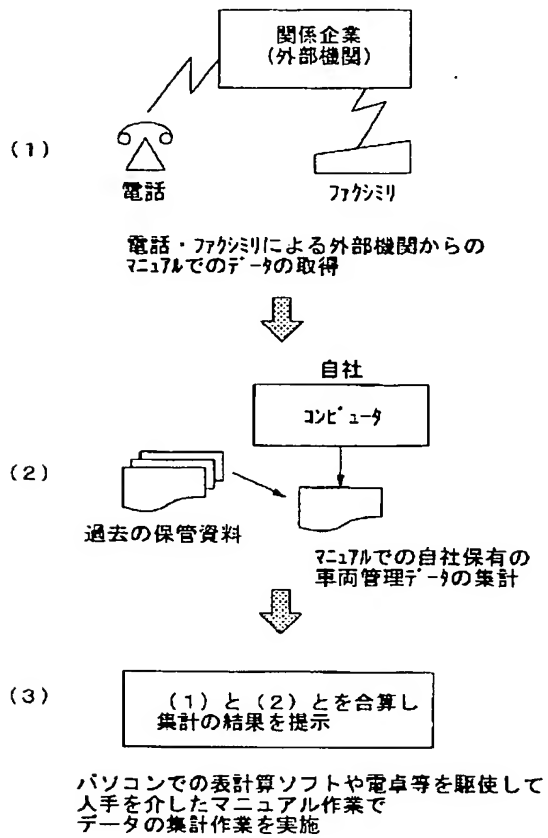 関係企業
(外部機関)
(1)
電話
ファクシミリ
電話・ファクシミリによる外部機関からの
マニュアルでのデータの取得
自社
コンピュータ
(2)
過去の保管資料
マニュアルでの自社保有の
車両管理データの集計
(3)
(1)と(2)とを合算し
集計の結果を提示
パソコンでの表計算ソフトや電卓等を駆使して
人手を介したマニュアル作業で
データの集計作業を実施